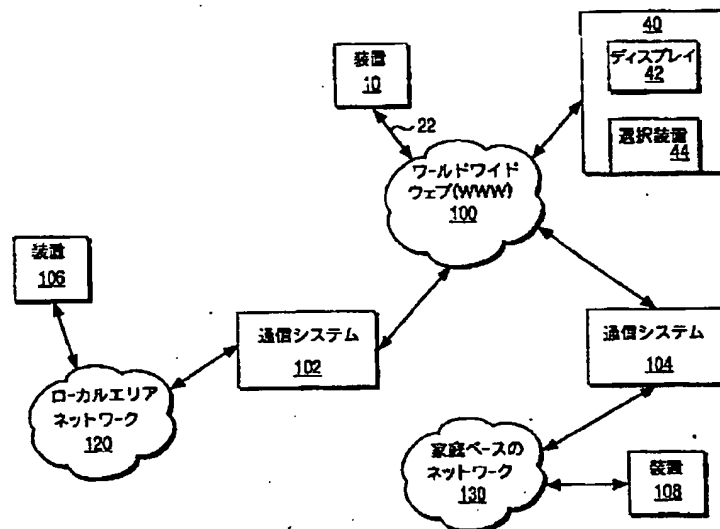 40
ディスプレイ
42
選択装置
44
装置
10
22
ワールドワイド
ウェブ(WWW)
100
装置
106
通信システム
102
通信システム
104
ローカルエリア
ネットワーク
120
家庭ベースの
ネットワーク
130
装置
108